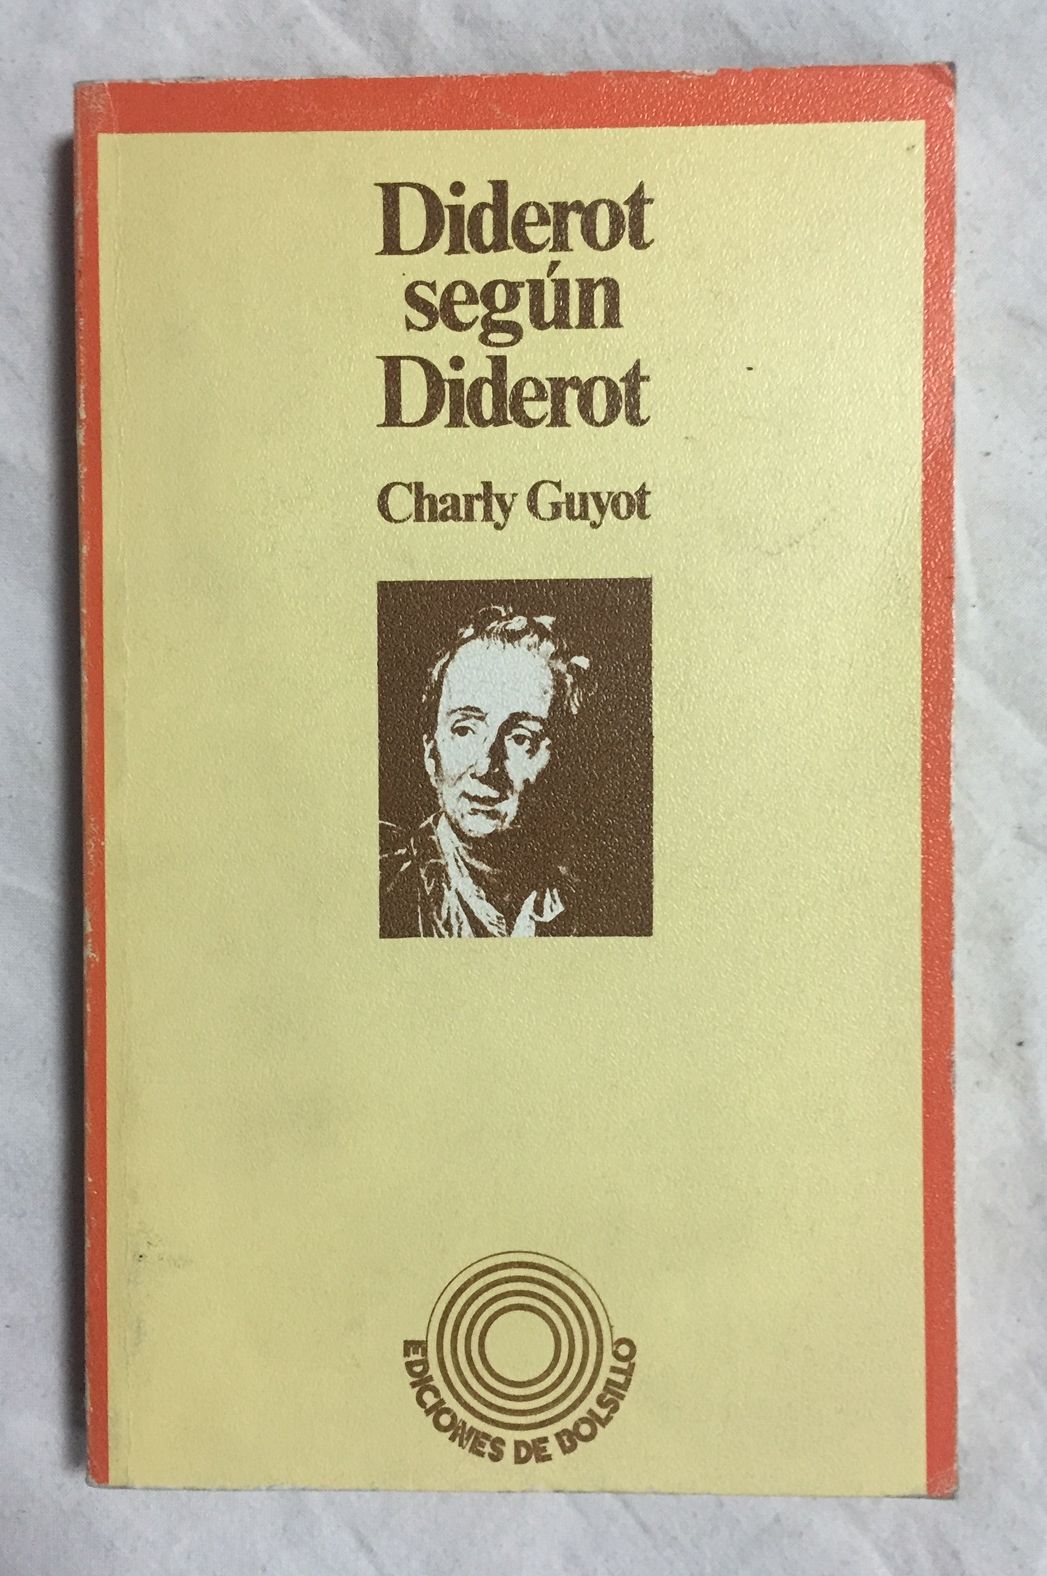 Diderot
según
Diderot
Charly Guyot
EDICIONES DE BOLSILLO